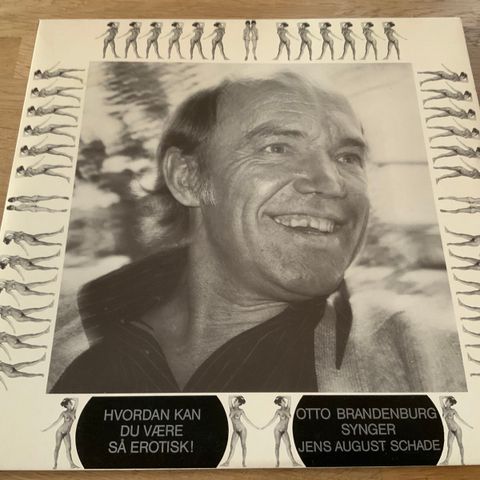 HVORDAN KAN
DU VÆRE
SÅ EROTISK!
OTTO BRANDENBURG
SYNGER
JENS AUGUST SCHADE